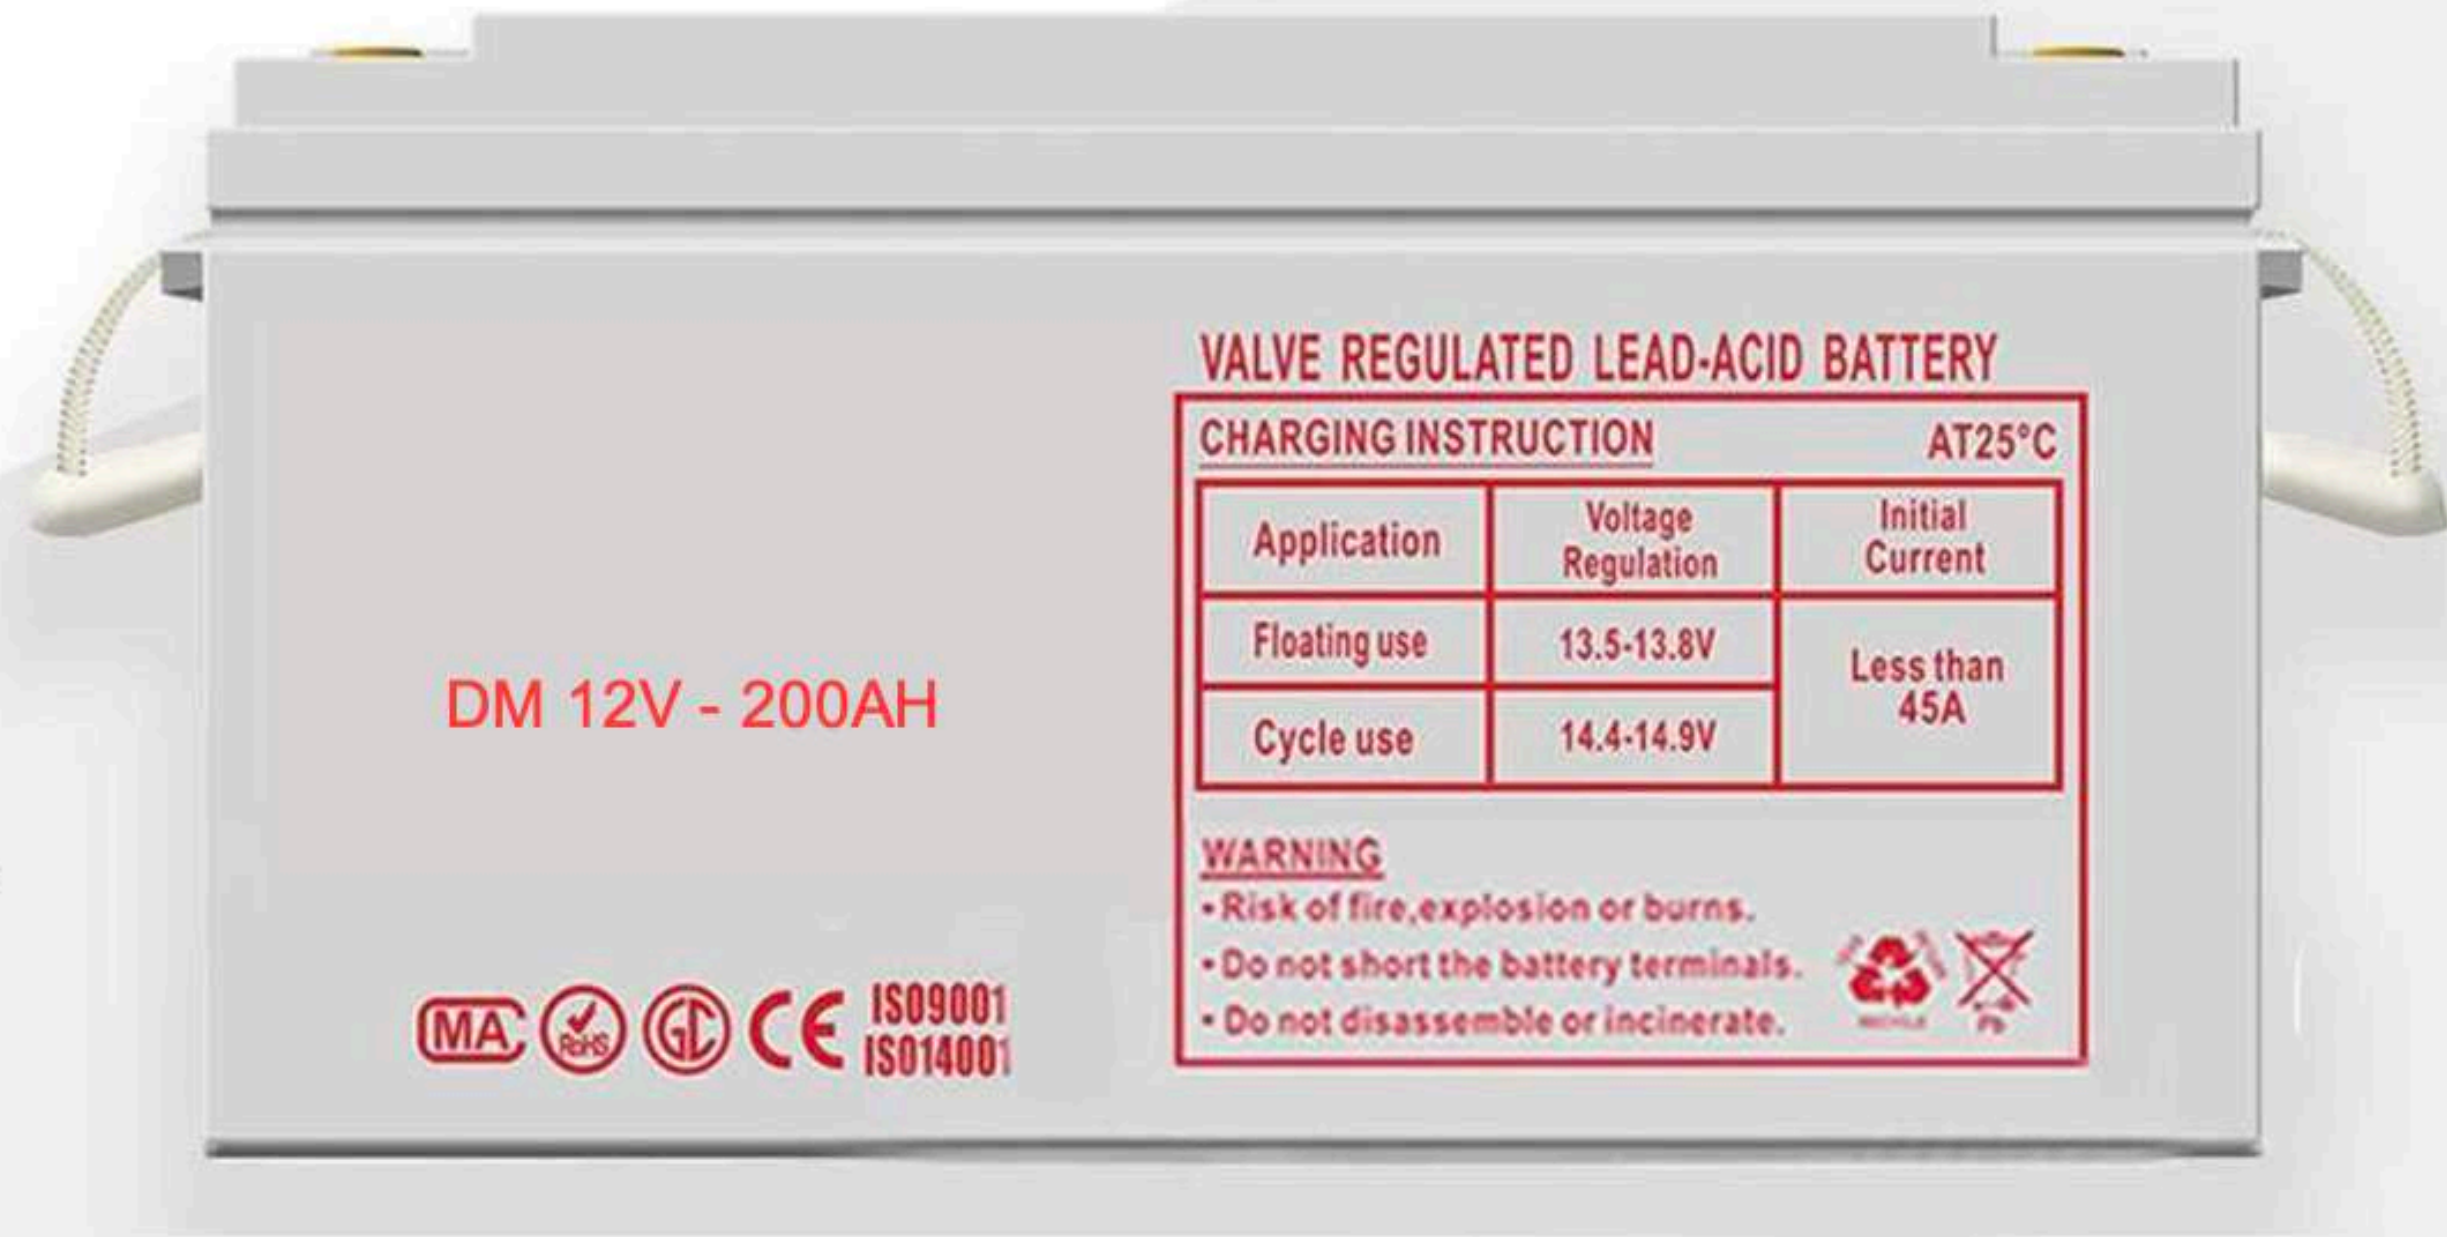 VALVE REGULATED LEAD-ACID BATTERY
CHARGING INSTRUCTION AT25°C
Application
Voltage
Regulation
Initial
Current
Floating use
13.5-13.8V
Less than
45A
Cycle use
14.4-14.9V
WARNING
• Risk of fire,explosion or burns.
• Do not short the battery terminals.
• Do not disassemble or incinerate.
Pb
DM 12V - 200AH
MA
RoHS
CE
ISO9001
ISO14001